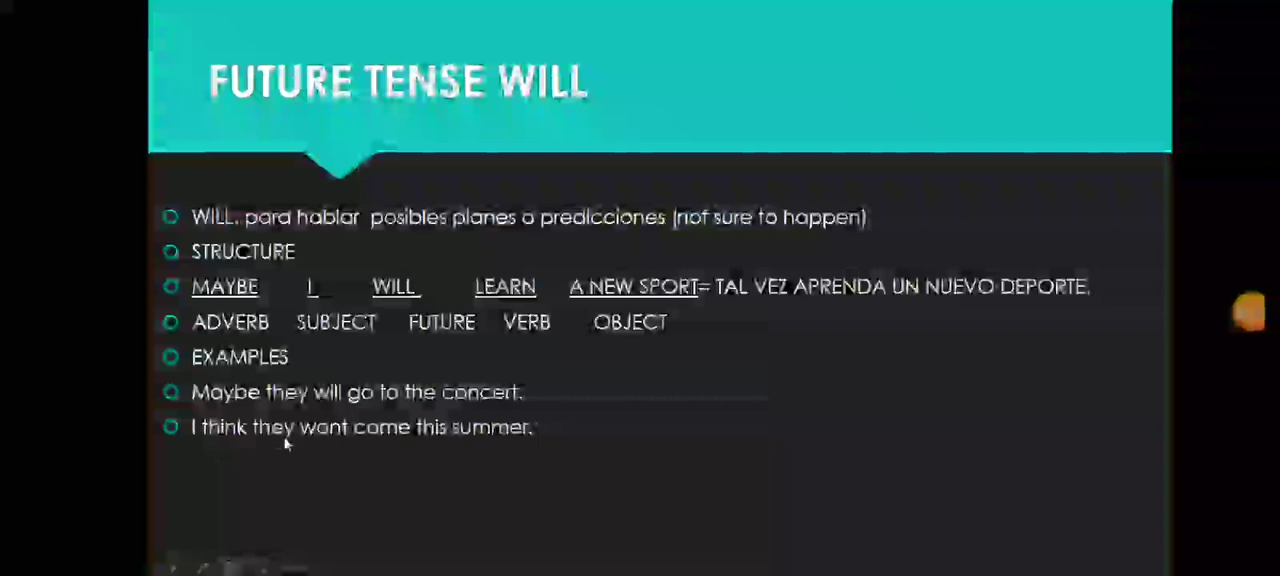 FUTURE TENSE WILL
WILL. para hablar posibles planes o predicciones (not sure to happen)
STRUCTURE
MAYBE I WILL LEARN A NEW SPORT= TAL VEZ APRENDA UN NUEVO DEPORTE.
ADVERB SUBJECT FUTURE VERB OBJECT
EXAMPLES
Maybe they will go to the concert.
I think they wont come this summer.